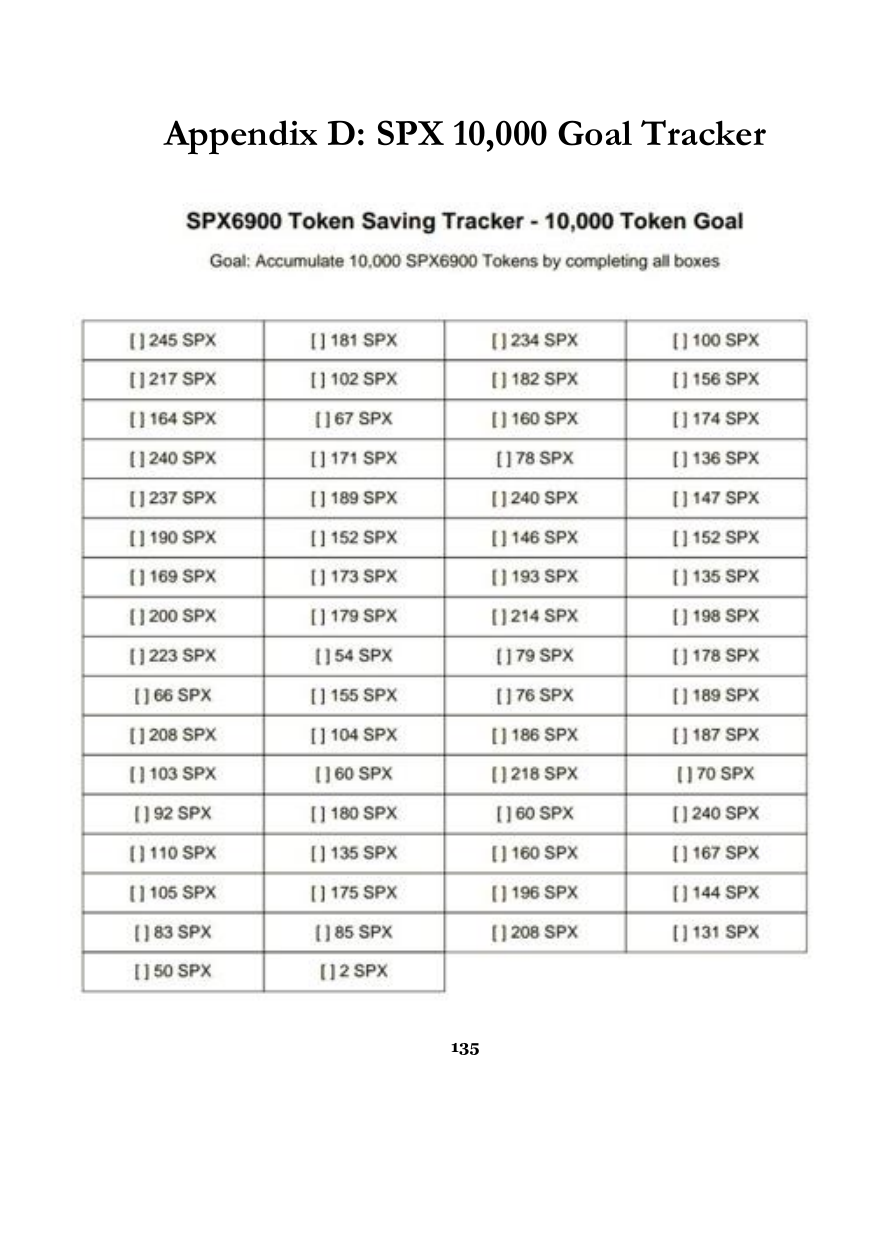 Appendix D: SPX 10,000 Goal Tracker
SPX6900 Token Saving Tracker - 10,000 Token Goal
Goal: Accumulate 10,000 SPX6900 Tokens by completing all boxes
[ ] 245 SPX [ ] 181 SPX [ ] 234 SPX [ ] 100 SPX
[ ] 217 SPX [ ] 102 SPX [ ] 182 SPX [ ] 156 SPX
[ ] 164 SPX [ ] 67 SPX [ ] 160 SPX [ ] 174 SPX
[ ] 240 SPX [ ] 171 SPX [ ] 78 SPX [ ] 136 SPX
[ ] 237 SPX [ ] 189 SPX [ ] 240 SPX [ ] 147 SPX
[ ] 190 SPX [ ] 152 SPX [ ] 146 SPX [ ] 152 SPX
[ ] 169 SPX [ ] 173 SPX [ ] 193 SPX [ ] 135 SPX
[ ] 200 SPX [ ] 179 SPX [ ] 214 SPX [ ] 198 SPX
[ ] 223 SPX [ ] 54 SPX [ ] 79 SPX [ ] 178 SPX
[ ] 66 SPX [ ] 155 SPX [ ] 76 SPX [ ] 189 SPX
[ ] 208 SPX [ ] 104 SPX [ ] 186 SPX [ ] 187 SPX
[ ] 103 SPX [ ] 60 SPX [ ] 218 SPX [ ] 70 SPX
[ ] 92 SPX [ ] 180 SPX [ ] 60 SPX [ ] 240 SPX
[ ] 110 SPX [ ] 135 SPX [ ] 160 SPX [ ] 167 SPX
[ ] 105 SPX [ ] 175 SPX [ ] 196 SPX [ ] 144 SPX
[ ] 83 SPX [ ] 85 SPX [ ] 208 SPX [ ] 131 SPX
[ ] 50 SPX [ ] 2 SPX
135